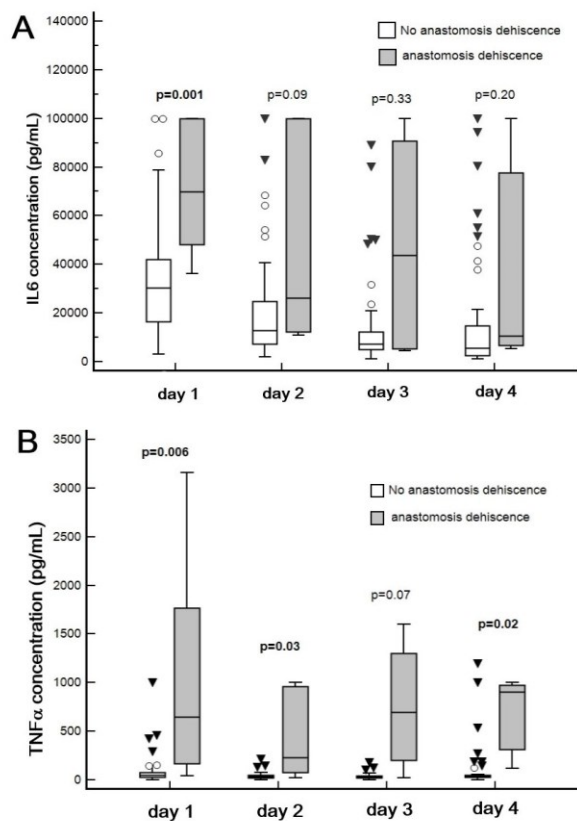 A
No anastomosis dehiscence
anastomosis dehiscence
IL6 concentration (pg/mL)
140000
120000
100000
80000
60000
40000
20000
0
p=0.001
p=0.09
p=0.33
p=0.20
day 1
day 2
day 3
day 4
B
No anastomosis dehiscence
anastomosis dehiscence
TNFα concentration (pg/mL)
3500
3000
2500
2000
1500
1000
500
0
p=0.006
p=0.03
p=0.07
p=0.02
day 1
day 2
day 3
day 4